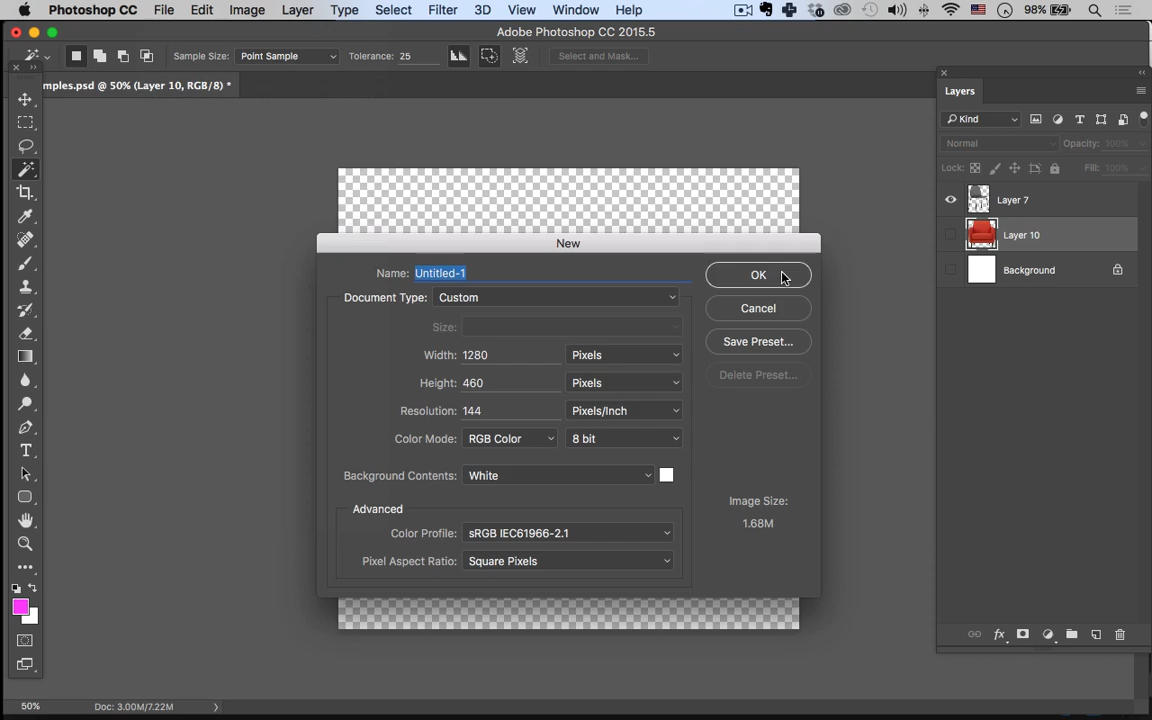 Photoshop CC File Edit Image Layer Type Select Filter 3D View Window Help 98%
Adobe Photoshop CC 2015.5
Sample Size: Point Sample Tolerance: 25 Select and Mask...
mples.psd @ 50% (Layer 10, RGB/8) *
Layers
Kind
Normal Opacity: 100%
Lock: Fill: 100%
Layer 7
Layer 10
Background
New
Name: Untitled-1 OK
Document Type: Custom
Cancel
Size:
Save Preset...
Width: 1280 Pixels
Delete Preset...
Height: 460 Pixels
Resolution: 144 Pixels/Inch
Color Mode: RGB Color 8 bit
Background Contents: White
Image Size:
1.68M
Advanced
Color Profile: sRGB IEC61966-2.1
Pixel Aspect Ratio: Square Pixels
50% Doc: 3.00M/7.22M